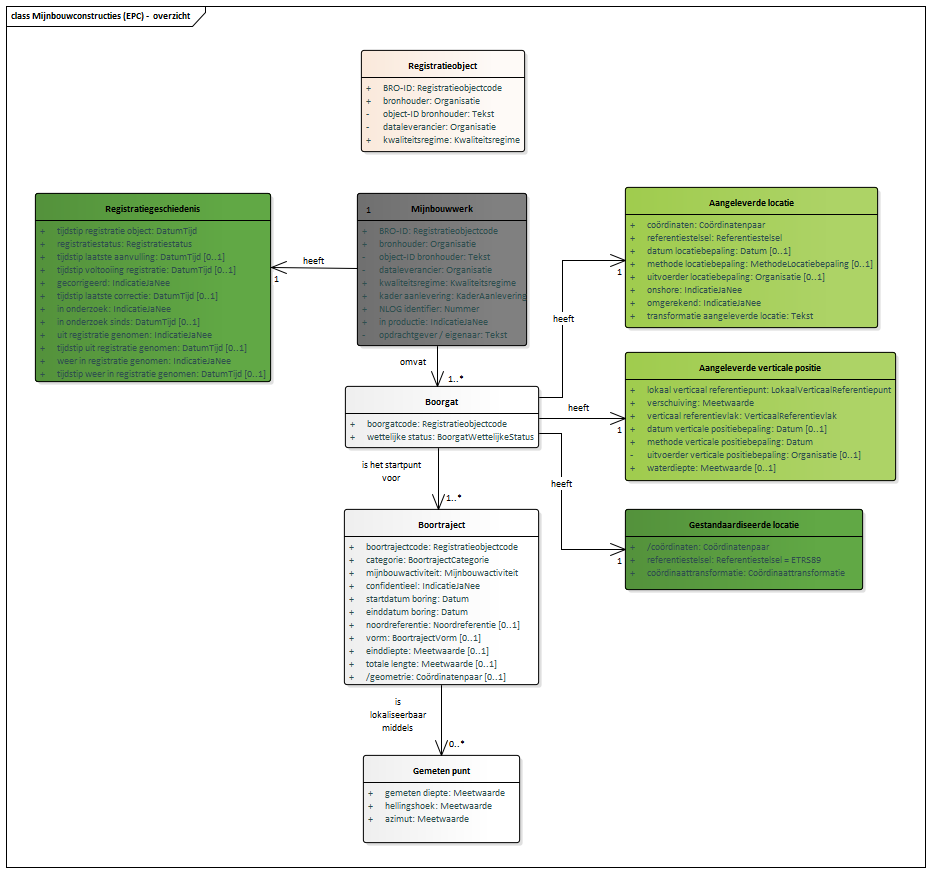 class Mijnbouwconstructies (EPC) - overzicht
Registratieobject
+ BRO-ID: Registratieobjectcode
+ bronhouder: Organisatie
- object-ID bronhouder: Tekst
- dataleverancier: Organisatie
+ kwaliteitsregime: Kwaliteitsregime
Registratiegeschiedenis
+ tijdstip registratie object: DatumTijd
+ registratiestatus: Registratiestatus
+ tijdstip laatste aanvulling: DatumTijd [0..1]
+ tijdstip voltooiing registratie: DatumTijd [0..1]
+ gecorrigeerd: IndicatieJaNee
+ tijdstip laatste correctie: DatumTijd [0..1]
+ in onderzoek: IndicatieJaNee
+ in onderzoek sinds: DatumTijd [0..1]
+ uit registratie genomen: IndicatieJaNee
+ tijdstip uit registratie genomen: DatumTijd [0..1]
+ weer in registratie genomen: IndicatieJaNee
+ tijdstip weer in registratie genomen: DatumTijd [0..1]
heeft
1
1
Mijnbouwwerk
+ BRO-ID: Registratieobjectcode
+ bronhouder: Organisatie
- object-ID bronhouder: Tekst
- dataleverancier: Organisatie
+ kwaliteitsregime: Kwaliteitsregime
+ kader aanlevering: KaderAanlevering
+ NLOG identifier: Nummer
+ in productie: IndicatieJaNee
- opdrachtgever / eigenaar: Tekst
Aangeleverde locatie
+ coördinaten: Coördinatenpaar
+ referentiestelsel: Referentiestelsel
+ datum locatiebepaling: Datum [0..1]
+ methode locatiebepaling: MethodeLocatiebepaling [0..1]
+ uitvoerder locatiebepaling: Organisatie [0..1]
+ onshore: IndicatieJaNee
+ omgerekend: IndicatieJaNee
+ transformatie aangeleverde locatie: Tekst
1
heeft
omvat
1..*
Boorgat
+ boorgatcode: Registratieobjectcode
+ wettelijke status: BoorgatWettelijkeStatus
heeft
1
Aangeleverde verticale positie
+ lokaal verticaal referentiepunt: LokaalVerticaalReferentiepunt
+ verschuiving: Meetwaarde
+ verticaal referentievlak: VerticaalReferentievlak
+ datum verticale positiebepaling: Datum [0..1]
+ methode verticale positiebepaling: Datum
- uitvoerder verticale positiebepaling: Organisatie [0..1]
+ waterdiepte: Meetwaarde [0..1]
is het startpunt
voor
1..*
heeft
1
Gestandaardiseerde locatie
+ /coördinaten: Coördinatenpaar
+ referentiestelsel: Referentiestelsel = ETRS89
+ coördinaattransformatie: Coördinaattransformatie
Boortraject
+ boortrajectcode: Registratieobjectcode
+ categorie: BoortrajectCategorie
+ mijnbouwactiviteit: Mijnbouwactiviteit
+ confidentieel: IndicatieJaNee
+ startdatum boring: Datum
+ einddatum boring: Datum
+ noordreferentie: Noordreferentie [0..1]
+ vorm: BoortrajectVorm [0..1]
+ einddiepte: Meetwaarde [0..1]
+ totale lengte: Meetwaarde [0..1]
+ /geometrie: Coördinatenpaar [0..1]
is
lokaliseerbaar
middels
0..*
Gemeten punt
+ gemeten diepte: Meetwaarde
+ hellingshoek: Meetwaarde
+ azimut: Meetwaarde